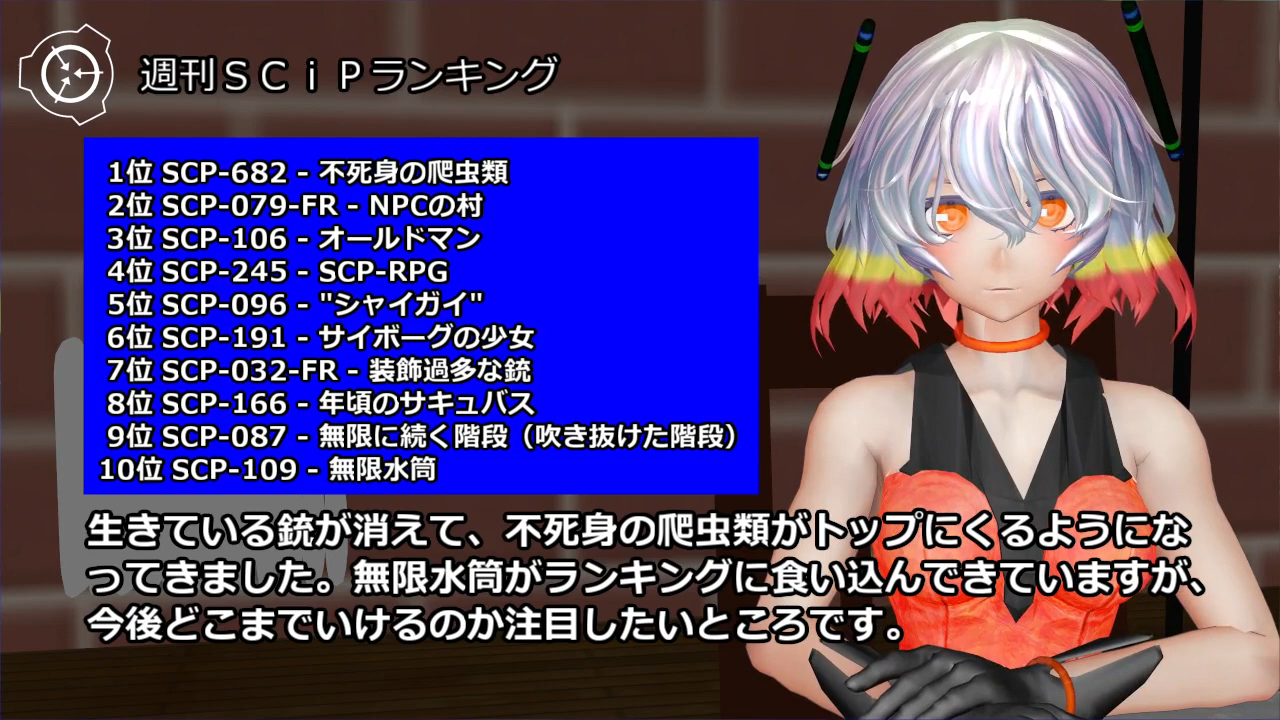 週刊ＳＣｉＰランキング
1位 SCP-682 - 不死身の爬虫類
2位 SCP-079-FR - NPCの村
3位 SCP-106 - オールドマン
4位 SCP-245 - SCP-RPG
5位 SCP-096 - "シャイガイ"
6位 SCP-191 - サイボーグの少女
7位 SCP-032-FR - 装飾過多な銃
8位 SCP-166 - 年頃のサキュバス
9位 SCP-087 - 無限に続く階段（吹き抜けた階段）
10位 SCP-109 - 無限水筒
生きている銃が消えて、不死身の爬虫類がトップにくるようにな
ってきました。無限水筒がランキングに食い込んできていますが、
今後どこまでいけるのか注目したいところです。